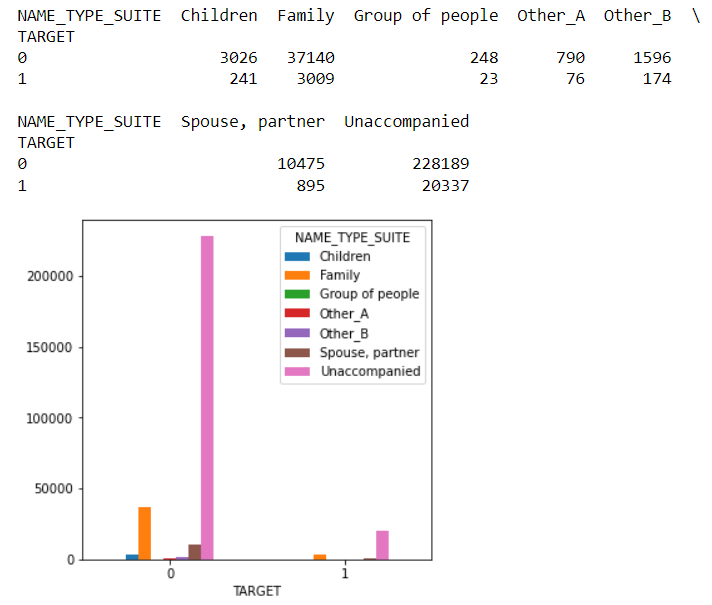 NAME_TYPE_SUITE  Children  Family  Group of people  Other_A  Other_B  \
TARGET
0                    3026   37140              248      790     1596
1                     241    3009               23       76      174
NAME_TYPE_SUITE  Spouse, partner  Unaccompanied
TARGET
0                          10475         228189
1                            895          20337
NAME_TYPE_SUITE
Children
Family
Group of people
Other_A
Other_B
Spouse, partner
Unaccompanied
200000
150000
100000
50000
0
0 1
TARGET